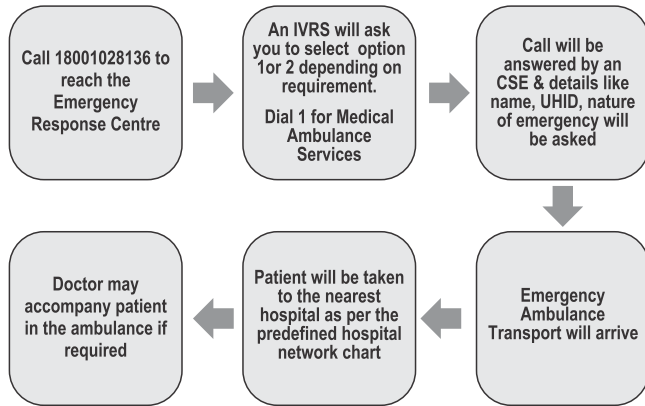 Call 18001028136 to
reach the
Emergency
Response Centre
An IVRS will ask
you to select option
1or 2 depending on
requirement.
Dial 1 for Medical
Ambulance
Services
Call will be
answered by an
CSE & details like
name, UHID, nature
of emergency will
be asked
Emergency
Ambulance
Transport will arrive
Patient will be taken
to the nearest
hospital as per the
predefined hospital
network chart
Doctor may
accompany patient
in the ambulance if
required